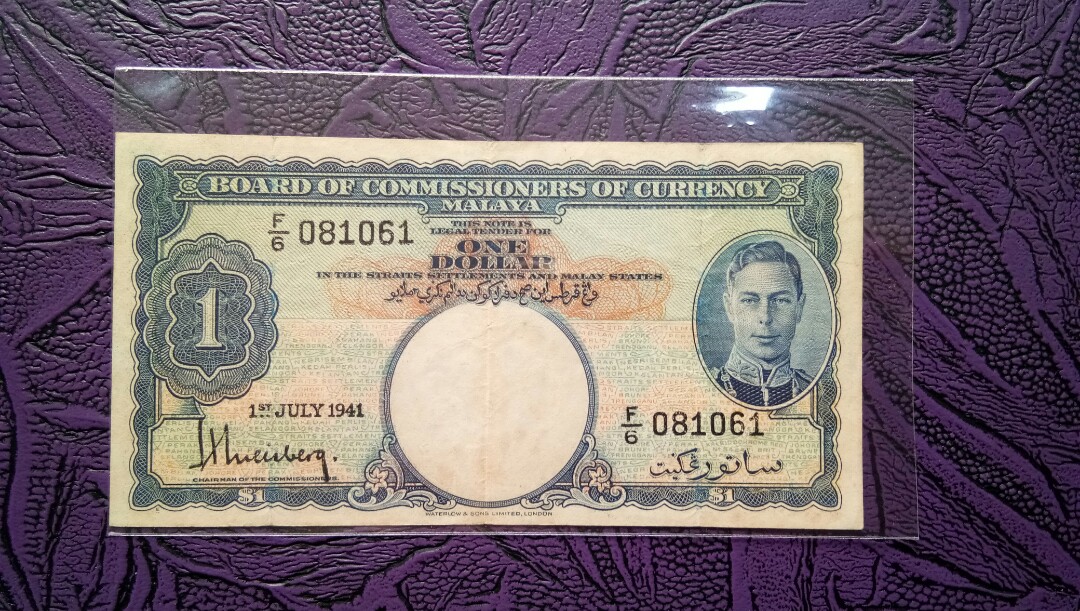 BOARD OF COMMISSIONERS OF CURRENCY
MALAYA
F/6 081061
THIS NOTE IS
LEGAL TENDER FOR
ONE
DOLLAR
IN THE STRAITS SETTLEMENTS AND MALAY STATES
1
1ST JULY 1941
F/6 081061
CHAIRMAN OF THE COMMISSIONERS.
ساتو رڠݢيت
$1
$1
WATERLOW & SONS LIMITED, LONDON